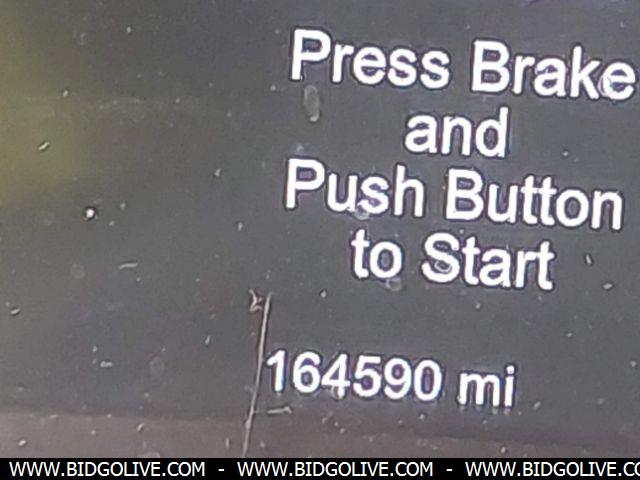 Press Brake
and
Push Button
to Start
164590 mi
WWW.BIDGOLIVE.COM - WWW.BIDGOLIVE.COM - WWW.BIDGOLIVE.CO